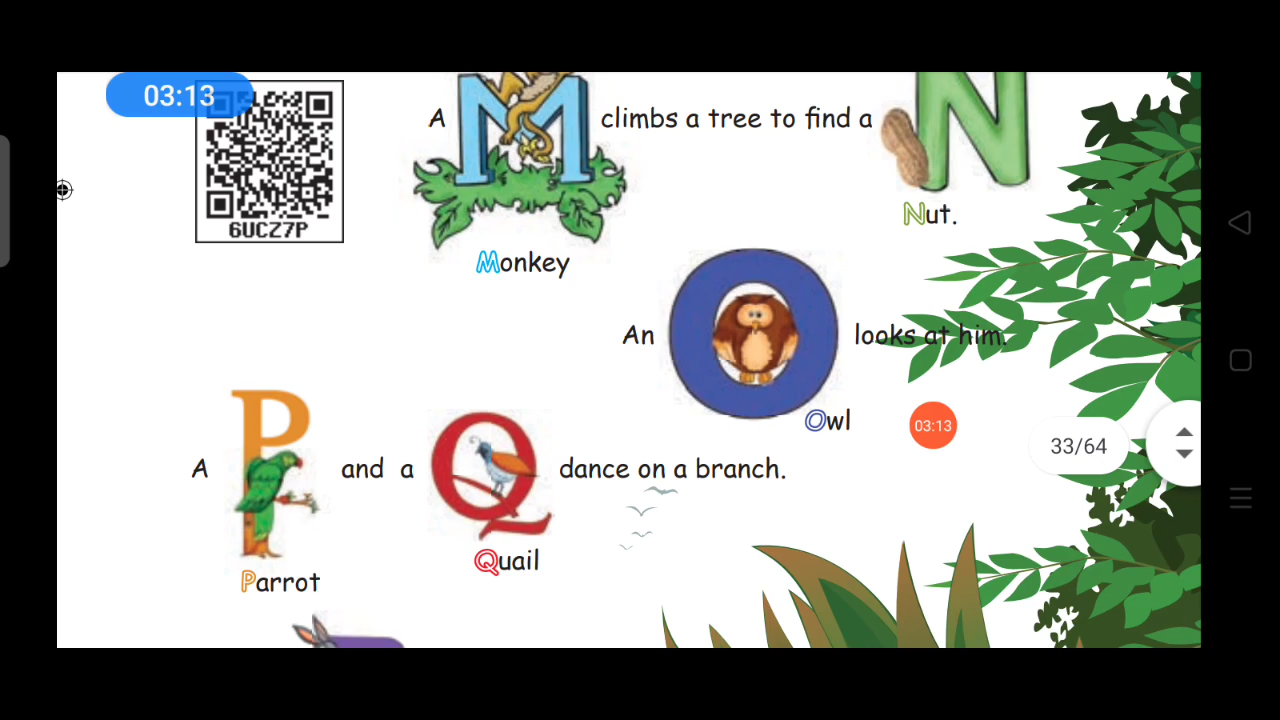 03:13
6UCZ7P
A M climbs a tree to find a N
Nut.
Monkey
An O looks at him.
Owl
03:13
33/64
A P and a Q dance on a branch.
Quail
Parrot